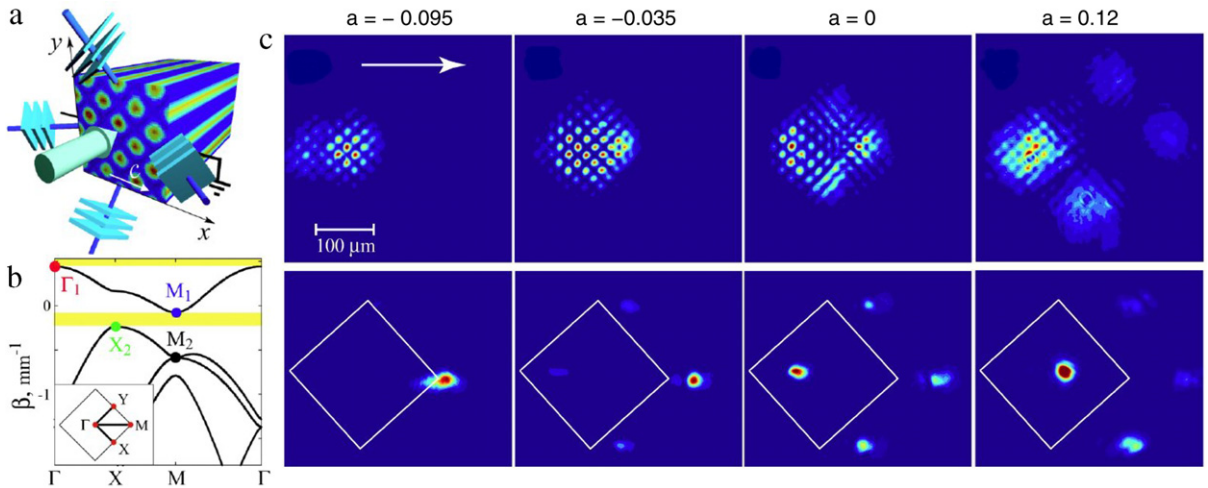 a
y
x
c
a = – 0.095
a = –0.035
a = 0
a = 0.12
100 μm
b
Γ₁
M₁
X₂
M₂
0
-1
β, mm⁻¹
Y
Γ
M
X
Γ
X
M
Γ